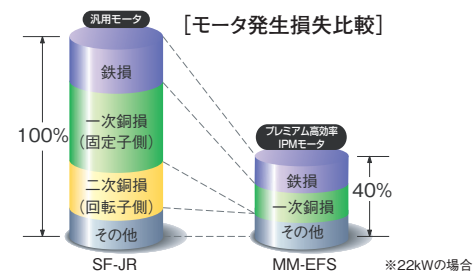 汎用モータ
[モータ発生損失比較]
鉄損
100%
一次銅損
(固定子側)
二次銅損
(回転子側)
その他
SF-JR
プレミアム高効率
IPMモータ
鉄損
40%
一次銅損
その他
MM-EFS
※22kWの場合